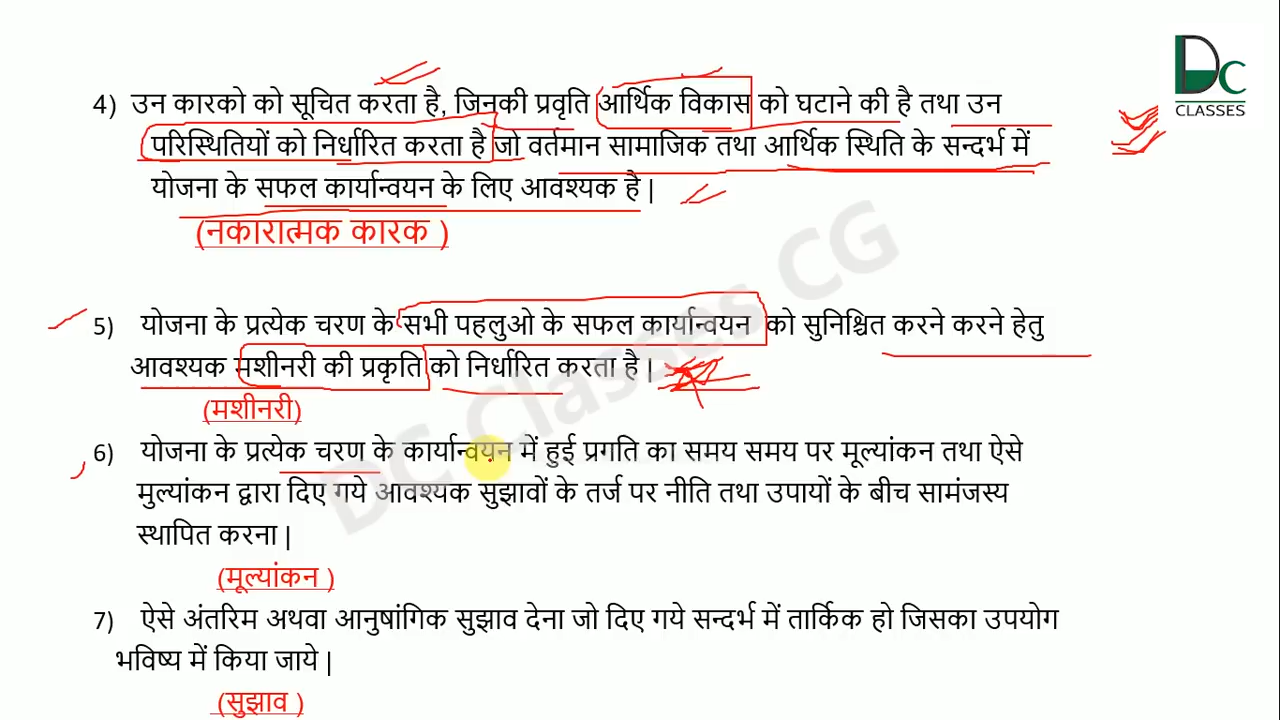 DC
CLASSES
4) उन कारको को सूचित करता है, जिनकी प्रवृति आर्थिक विकास को घटाने की है तथा उन
परिस्थितियों को निर्धारित करता है जो वर्तमान सामाजिक तथा आर्थिक स्थिति के सन्दर्भ में
योजना के सफल कार्यान्वयन के लिए आवश्यक है |
(नकारात्मक कारक )
5) योजना के प्रत्येक चरण के सभी पहलुओ के सफल कार्यान्वयन को सुनिश्चित करने करने हेतु
आवश्यक मशीनरी की प्रकृति को निर्धारित करता है |
(मशीनरी)
6) योजना के प्रत्येक चरण के कार्यान्वयन में हुई प्रगति का समय समय पर मूल्यांकन तथा ऐसे
मुल्यांकन द्वारा दिए गये आवश्यक सुझावों के तर्ज पर नीति तथा उपायों के बीच सामंजस्य
स्थापित करना |
(मूल्यांकन )
7) ऐसे अंतरिम अथवा आनुषांगिक सुझाव देना जो दिए गये सन्दर्भ में तार्किक हो जिसका उपयोग
भविष्य में किया जाये |
(सुझाव )
DC Classes CG